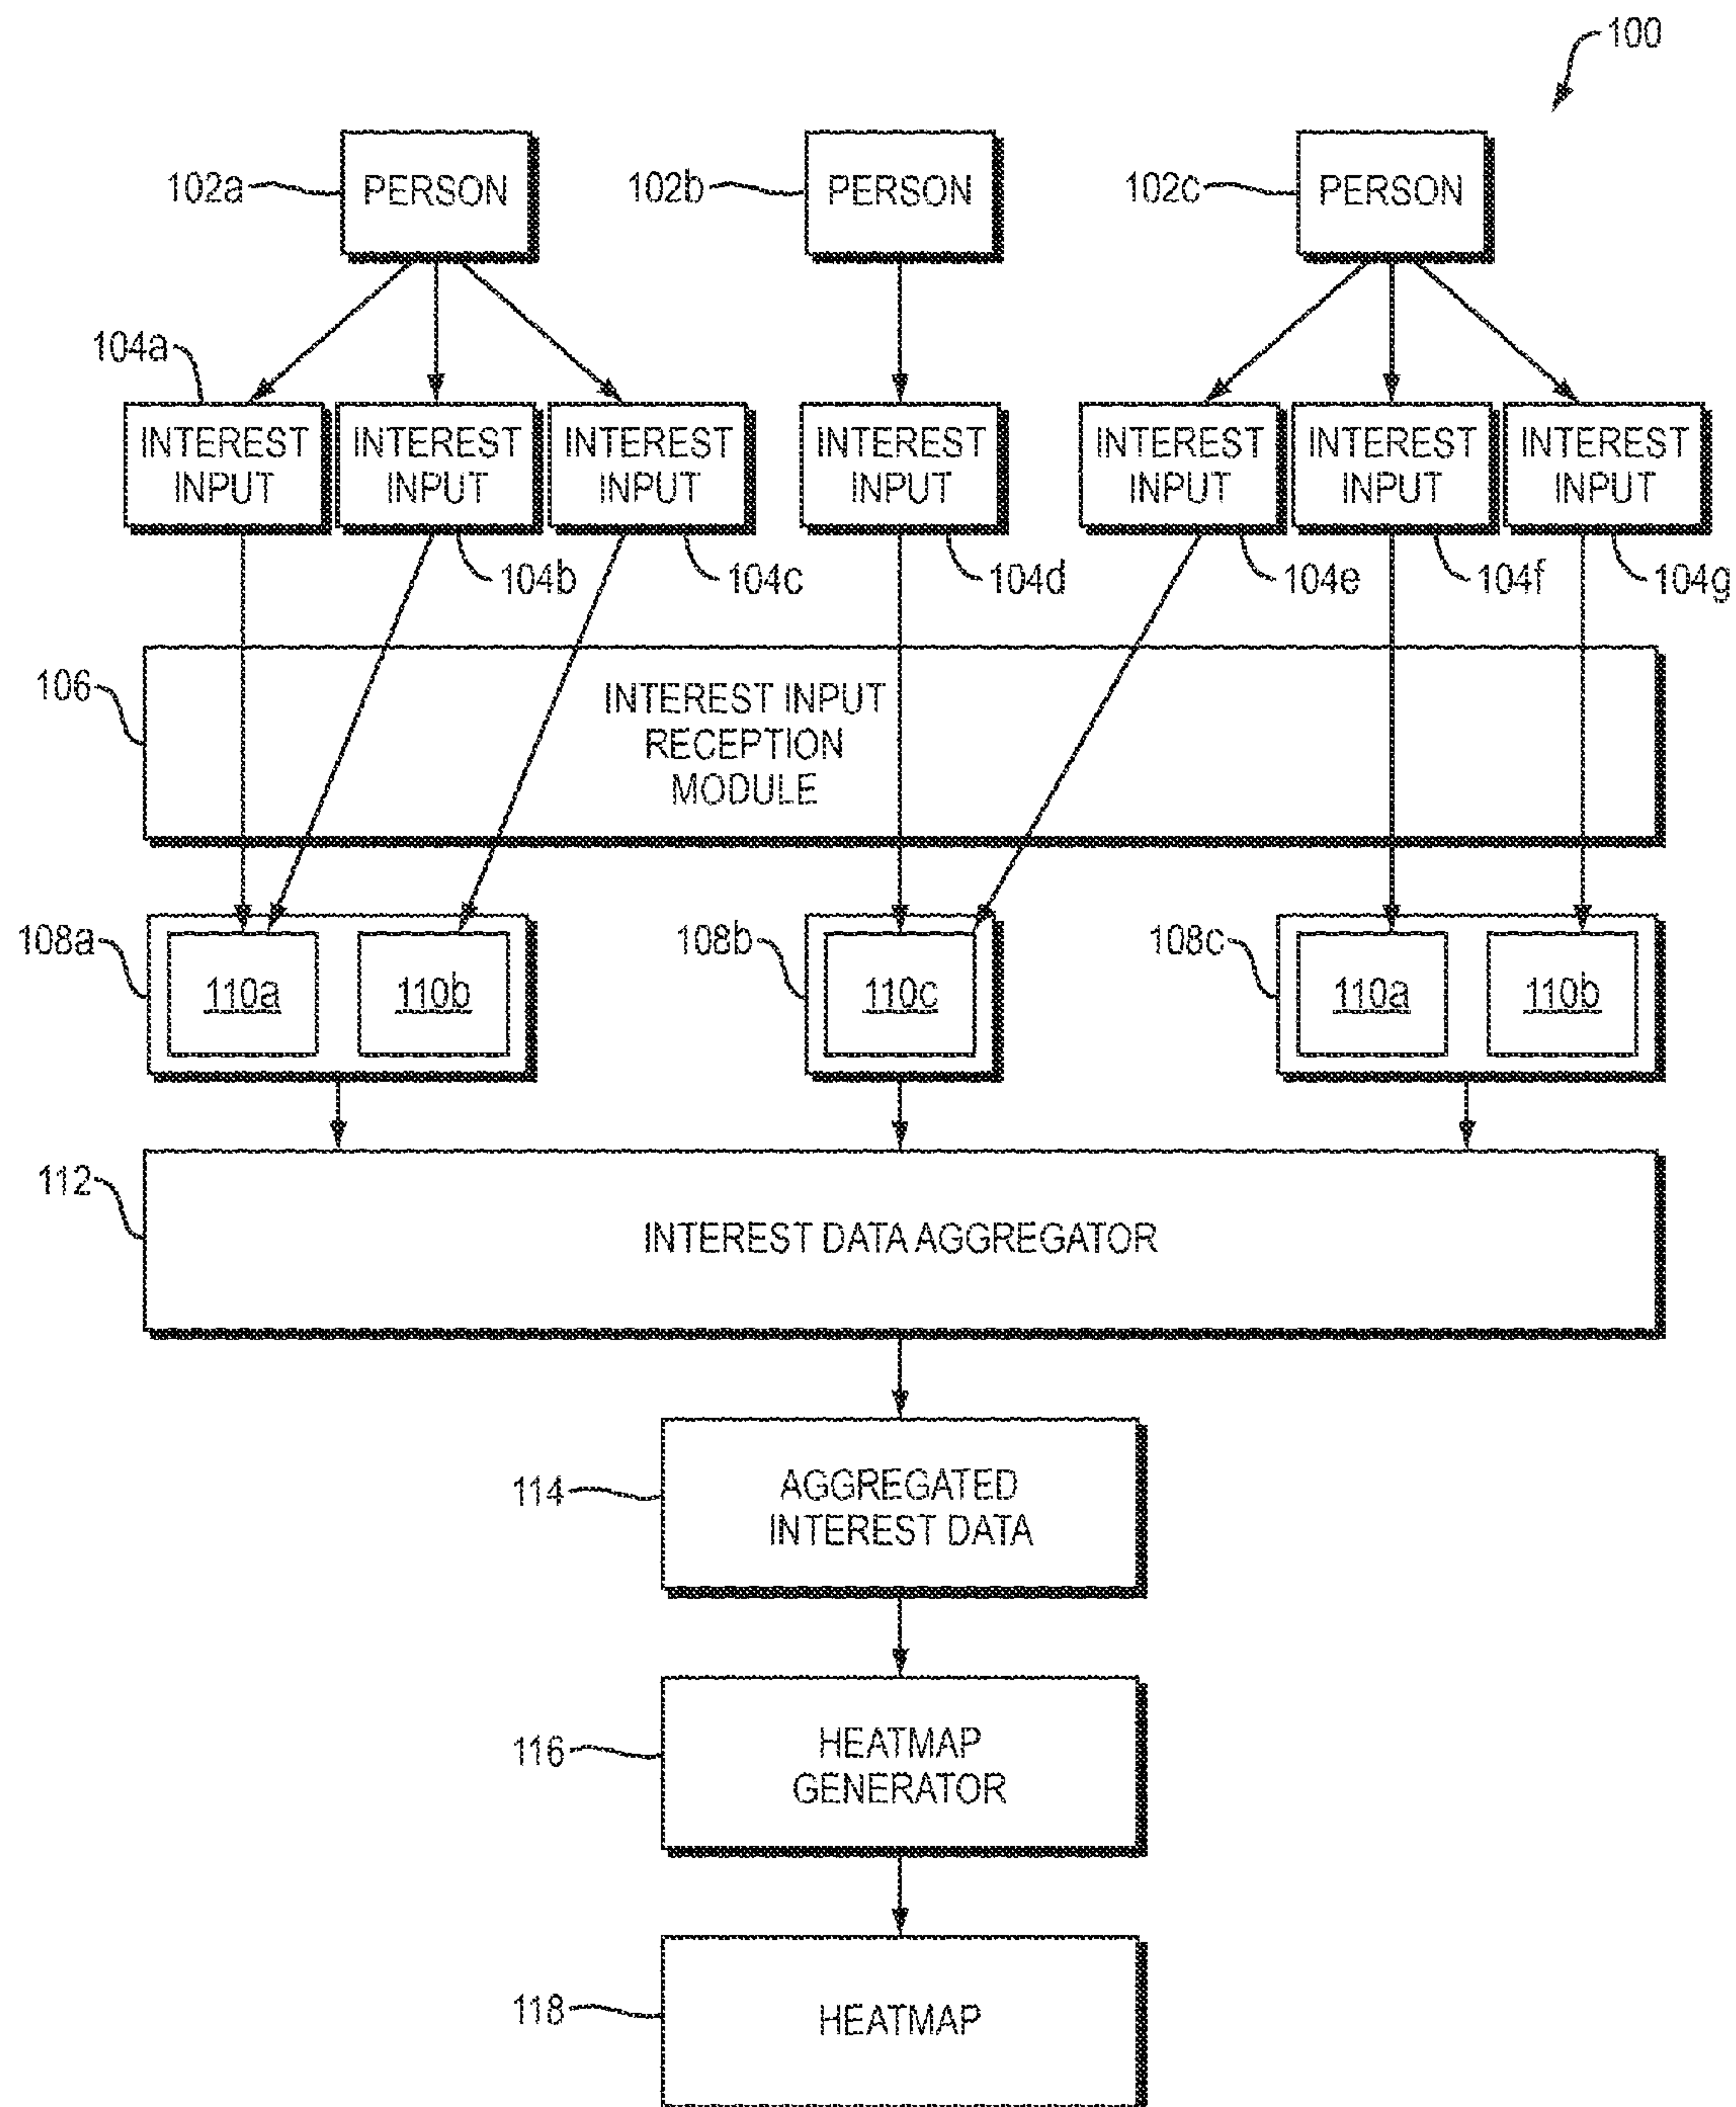 100
102a
PERSON
102b
PERSON
102c
PERSON
104a
INTEREST
INPUT
INTEREST
INPUT
INTEREST
INPUT
INTEREST
INPUT
INTEREST
INPUT
INTEREST
INPUT
INTEREST
INPUT
104b
104c
104d
104e
104f
104g
106
INTEREST INPUT
RECEPTION
MODULE
108a
110a
110b
108b
110c
108c
110a
110b
112
INTEREST DATA AGGREGATOR
114
AGGREGATED
INTEREST DATA
116
HEATMAP
GENERATOR
118
HEATMAP